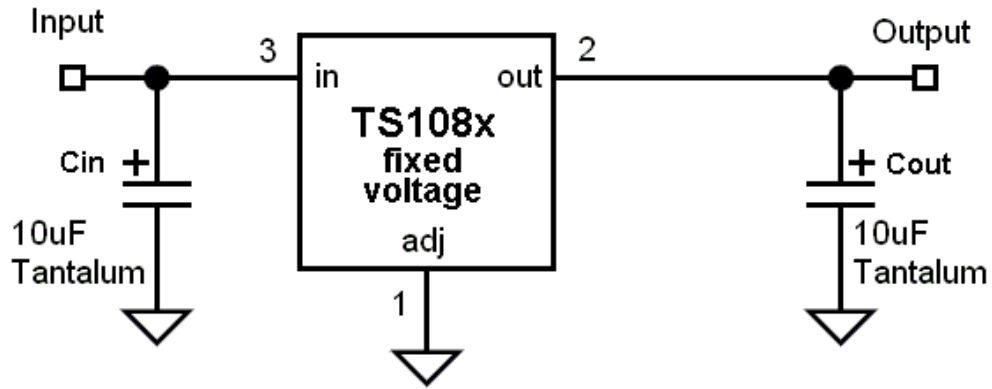 Input
Output
3
2
in
out
TS108x
fixed
voltage
adj
1
Cin +
10uF
Tantalum
+ Cout
10uF
Tantalum